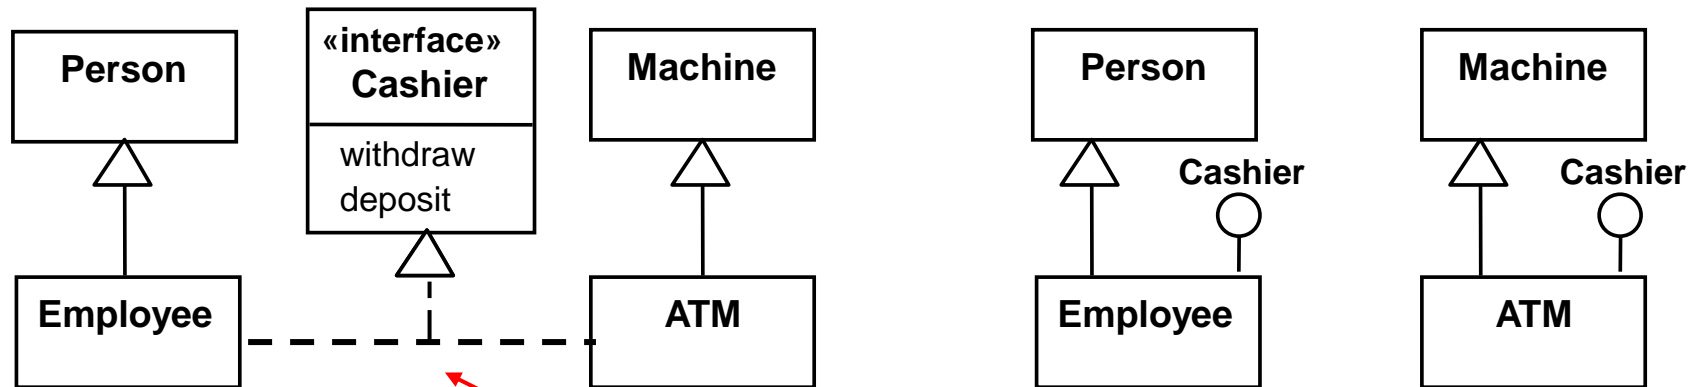 Person
«interface»
Cashier
withdraw
deposit
Machine
Employee
ATM
Person
Machine
Cashier
Cashier
Employee
ATM